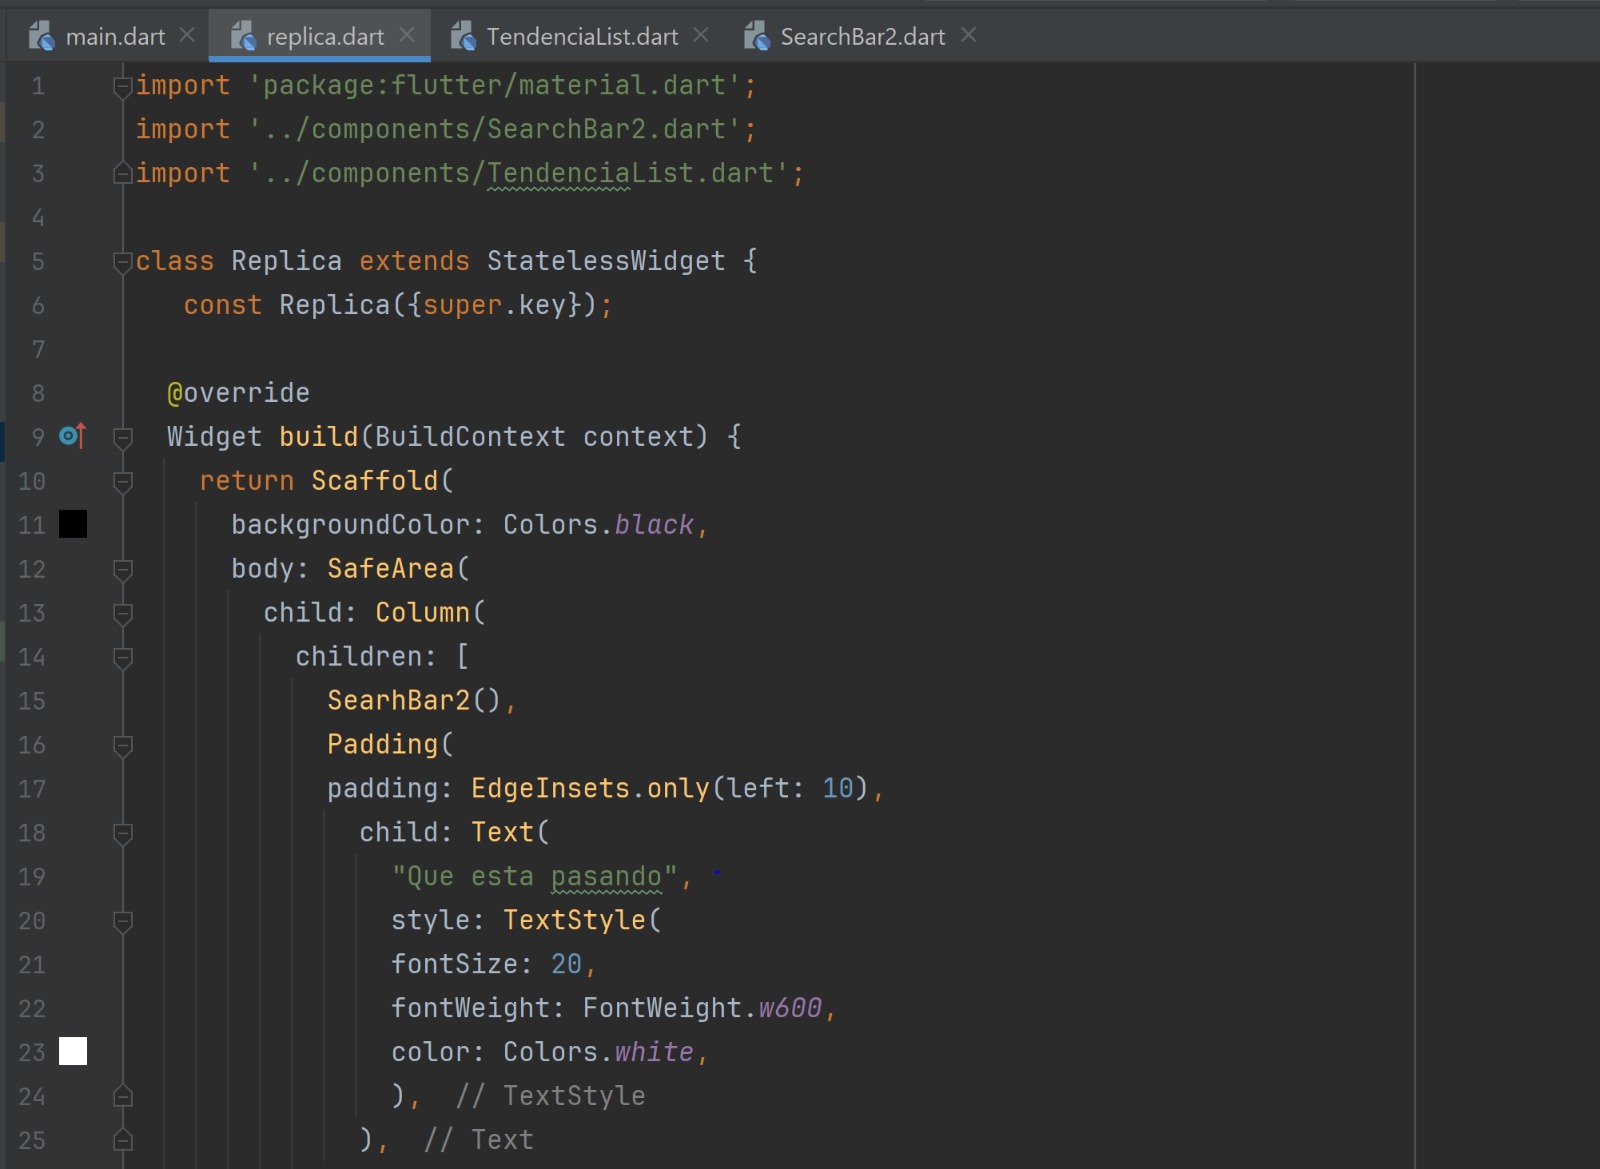 main.dart replica.dart TendenciaList.dart SearchBar2.dart
1 import 'package:flutter/material.dart';
2 import '../components/SearchBar2.dart';
3 import '../components/TendenciaList.dart';
4
5 class Replica extends StatelessWidget {
6 const Replica({super.key});
7
8 @override
9 Widget build(BuildContext context) {
10 return Scaffold(
11 backgroundColor: Colors.black,
12 body: SafeArea(
13 child: Column(
14 children: [
15 SearhBar2(),
16 Padding(
17 padding: EdgeInsets.only(left: 10),
18 child: Text(
19 "Que esta pasando",
20 style: TextStyle(
21 fontSize: 20,
22 fontWeight: FontWeight.w600,
23 color: Colors.white,
24 ), // TextStyle
25 ), // Text